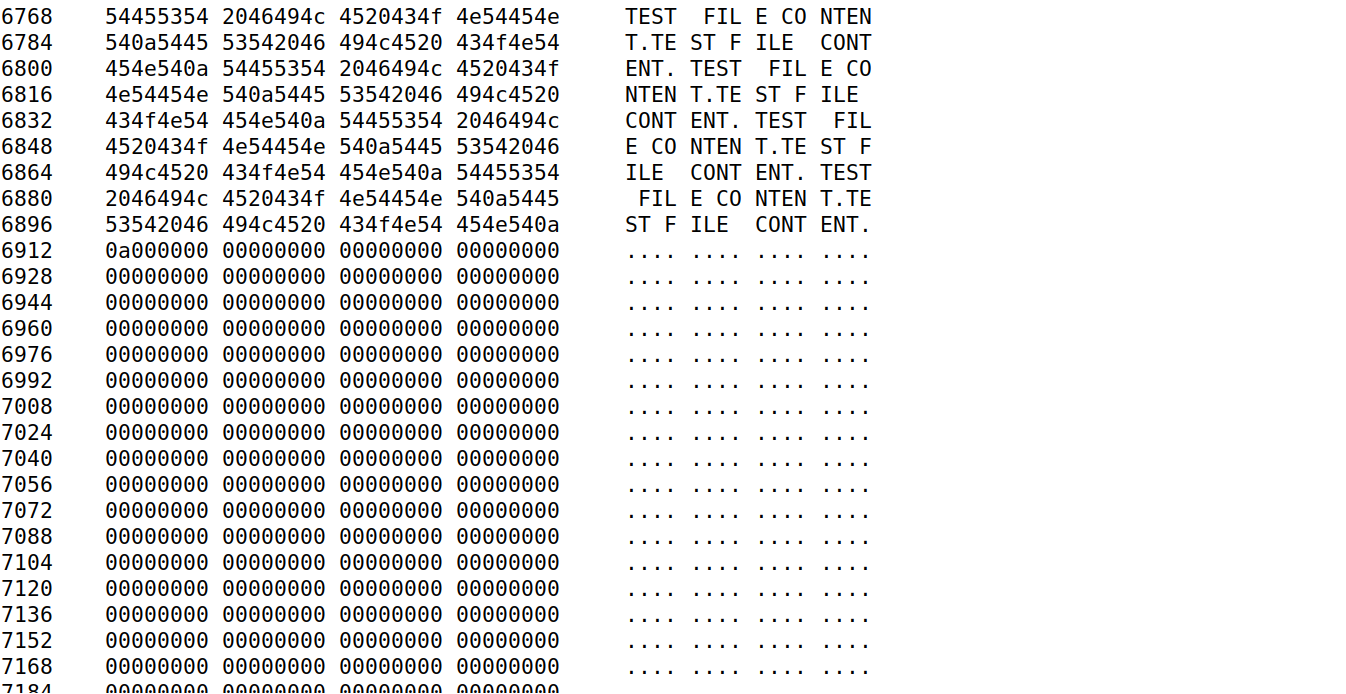 6768 54455354 2046494c 4520434f 4e54454e TEST  FIL E CO NTEN
6784 540a5445 53542046 494c4520 434f4e54 T.TE ST F ILE  CONT
6800 454e540a 54455354 2046494c 4520434f ENT. TEST  FIL E CO
6816 4e54454e 540a5445 53542046 494c4520 NTEN T.TE ST F ILE
6832 434f4e54 454e540a 54455354 2046494c CONT ENT. TEST  FIL
6848 4520434f 4e54454e 540a5445 53542046 E CO NTEN T.TE ST F
6864 494c4520 434f4e54 454e540a 54455354 ILE  CONT ENT. TEST
6880 2046494c 4520434f 4e54454e 540a5445  FIL E CO NTEN T.TE
6896 53542046 494c4520 434f4e54 454e540a ST F ILE  CONT ENT.
6912 0a000000 00000000 00000000 00000000 .... .... .... ....
6928 00000000 00000000 00000000 00000000 .... .... .... ....
6944 00000000 00000000 00000000 00000000 .... .... .... ....
6960 00000000 00000000 00000000 00000000 .... .... .... ....
6976 00000000 00000000 00000000 00000000 .... .... .... ....
6992 00000000 00000000 00000000 00000000 .... .... .... ....
7008 00000000 00000000 00000000 00000000 .... .... .... ....
7024 00000000 00000000 00000000 00000000 .... .... .... ....
7040 00000000 00000000 00000000 00000000 .... .... .... ....
7056 00000000 00000000 00000000 00000000 .... .... .... ....
7072 00000000 00000000 00000000 00000000 .... .... .... ....
7088 00000000 00000000 00000000 00000000 .... .... .... ....
7104 00000000 00000000 00000000 00000000 .... .... .... ....
7120 00000000 00000000 00000000 00000000 .... .... .... ....
7136 00000000 00000000 00000000 00000000 .... .... .... ....
7152 00000000 00000000 00000000 00000000 .... .... .... ....
7168 00000000 00000000 00000000 00000000 .... .... .... ....
7184 00000000 00000000 00000000 00000000